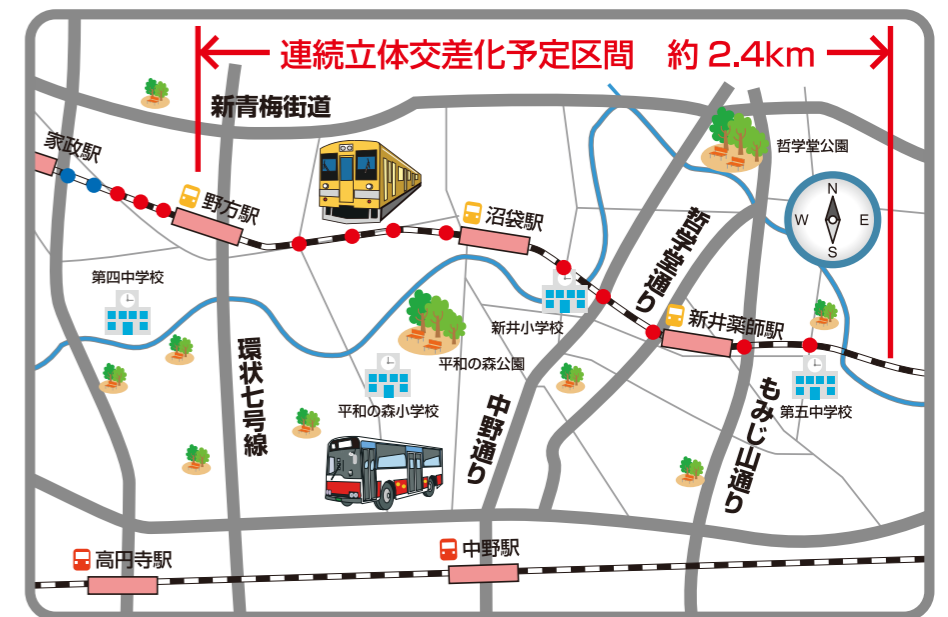 連続立体交差化予定区間 約2.4km
新青梅街道
家政駅
野方駅
沼袋駅
哲学堂公園
N
W E
S
哲学堂通り
第四中学校
新井小学校
新井薬師駅
環状七号線
平和の森公園
平和の森小学校
中野通り
もみじ山通り
第五中学校
高円寺駅
中野駅